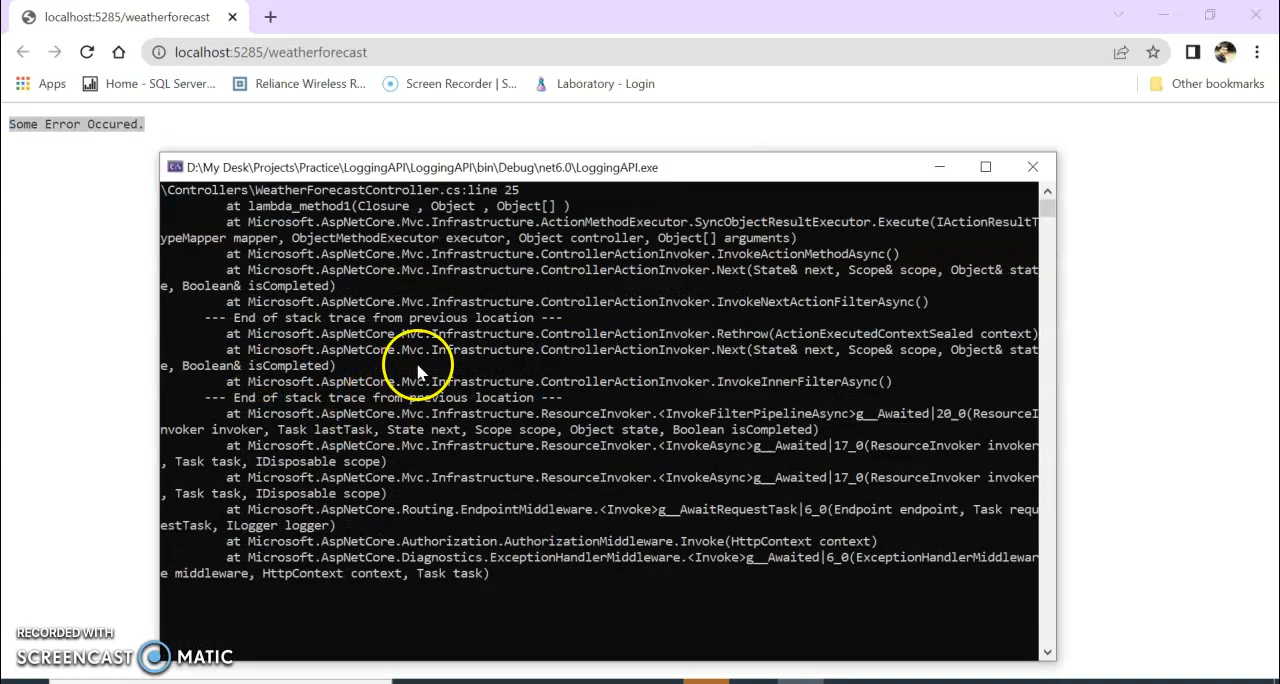 localhost:5285/weatherforecast
localhost:5285/weatherforecast
Apps Home - SQL Server... Reliance Wireless R... Screen Recorder | S... Laboratory - Login Other bookmarks
Some Error Occured.
D:\My Desk\Projects\Practice\LoggingAPI\LoggingAPI\bin\Debug\net6.0\LoggingAPI.exe
\Controllers\WeatherForecastController.cs:line 25
at lambda_method1(Closure , Object , Object[] )
at Microsoft.AspNetCore.Mvc.Infrastructure.ActionMethodExecutor.SyncObjectResultExecutor.Execute(IActionResultT
ypeMapper mapper, ObjectMethodExecutor executor, Object controller, Object[] arguments)
at Microsoft.AspNetCore.Mvc.Infrastructure.ControllerActionInvoker.InvokeActionMethodAsync()
at Microsoft.AspNetCore.Mvc.Infrastructure.ControllerActionInvoker.Next(State& next, Scope& scope, Object& stat
e, Boolean& isCompleted)
at Microsoft.AspNetCore.Mvc.Infrastructure.ControllerActionInvoker.InvokeNextActionFilterAsync()
--- End of stack trace from previous location ---
at Microsoft.AspNetCore.Mvc.Infrastructure.ControllerActionInvoker.Rethrow(ActionExecutedContextSealed context)
at Microsoft.AspNetCore.Mvc.Infrastructure.ControllerActionInvoker.Next(State& next, Scope& scope, Object& stat
e, Boolean& isCompleted)
at Microsoft.AspNetCore.Mvc.Infrastructure.ControllerActionInvoker.InvokeInnerFilterAsync()
--- End of stack trace from previous location ---
at Microsoft.AspNetCore.Mvc.Infrastructure.ResourceInvoker.<InvokeFilterPipelineAsync>g__Awaited|20_0(ResourceI
nvoker invoker, Task lastTask, State next, Scope scope, Object state, Boolean isCompleted)
at Microsoft.AspNetCore.Mvc.Infrastructure.ResourceInvoker.<InvokeAsync>g__Awaited|17_0(ResourceInvoker invoker
, Task task, IDisposable scope)
at Microsoft.AspNetCore.Mvc.Infrastructure.ResourceInvoker.<InvokeAsync>g__Awaited|17_0(ResourceInvoker invoker
, Task task, IDisposable scope)
at Microsoft.AspNetCore.Routing.EndpointMiddleware.<Invoke>g__AwaitRequestTask|6_0(Endpoint endpoint, Task requ
estTask, ILogger logger)
at Microsoft.AspNetCore.Authorization.AuthorizationMiddleware.Invoke(HttpContext context)
at Microsoft.AspNetCore.Diagnostics.ExceptionHandlerMiddleware.<Invoke>g__Awaited|6_0(ExceptionHandlerMiddlewar
e middleware, HttpContext context, Task task)
RECORDED WITH
SCREENCAST MATIC